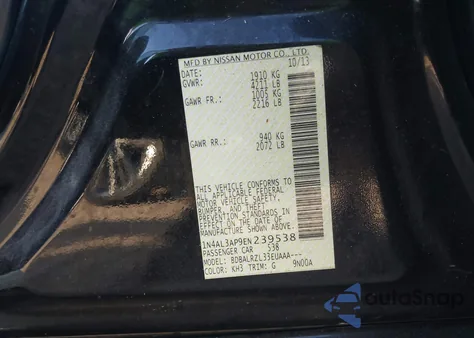 MFD BY NISSAN MOTOR CO., LTD.
DATE: 10/13
GVWR: 1910 KG
4211 LB
GAWR FR.: 1005 KG
2216 LB
GAWR RR.: 940 KG
2072 LB
THIS VEHICLE CONFORMS TO
ALL APPLICABLE FEDERAL
MOTOR VEHICLE SAFETY,
BUMPER, AND THEFT
PREVENTION STANDARDS IN
EFFECT ON THE DATE OF
MANUFACTURE SHOWN ABOVE.
1N4AL3AP9EN239538
PASSENGER CAR 538
MODEL: BDBALRZL33EUAAA---
COLOR: KH3 TRIM: G 9N00A
AutoSnap